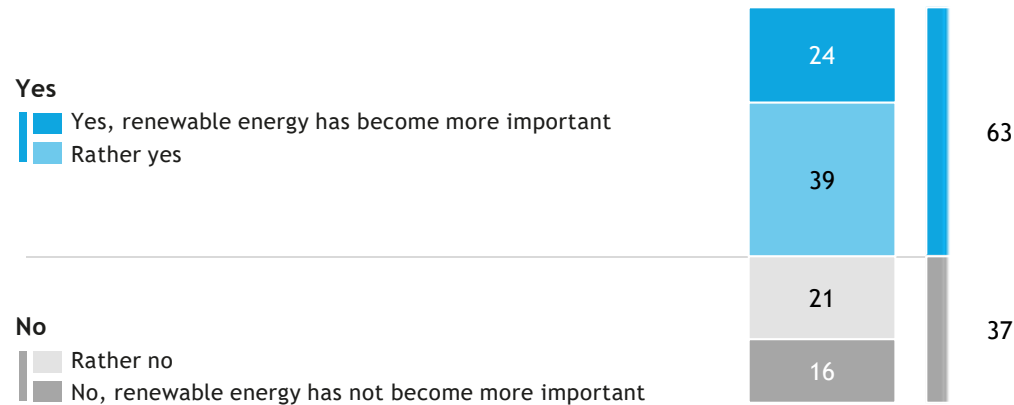 24
Yes
Yes, renewable energy has become more important
63
Rather yes
39
21
No
37
Rather no
16
No, renewable energy has not become more important